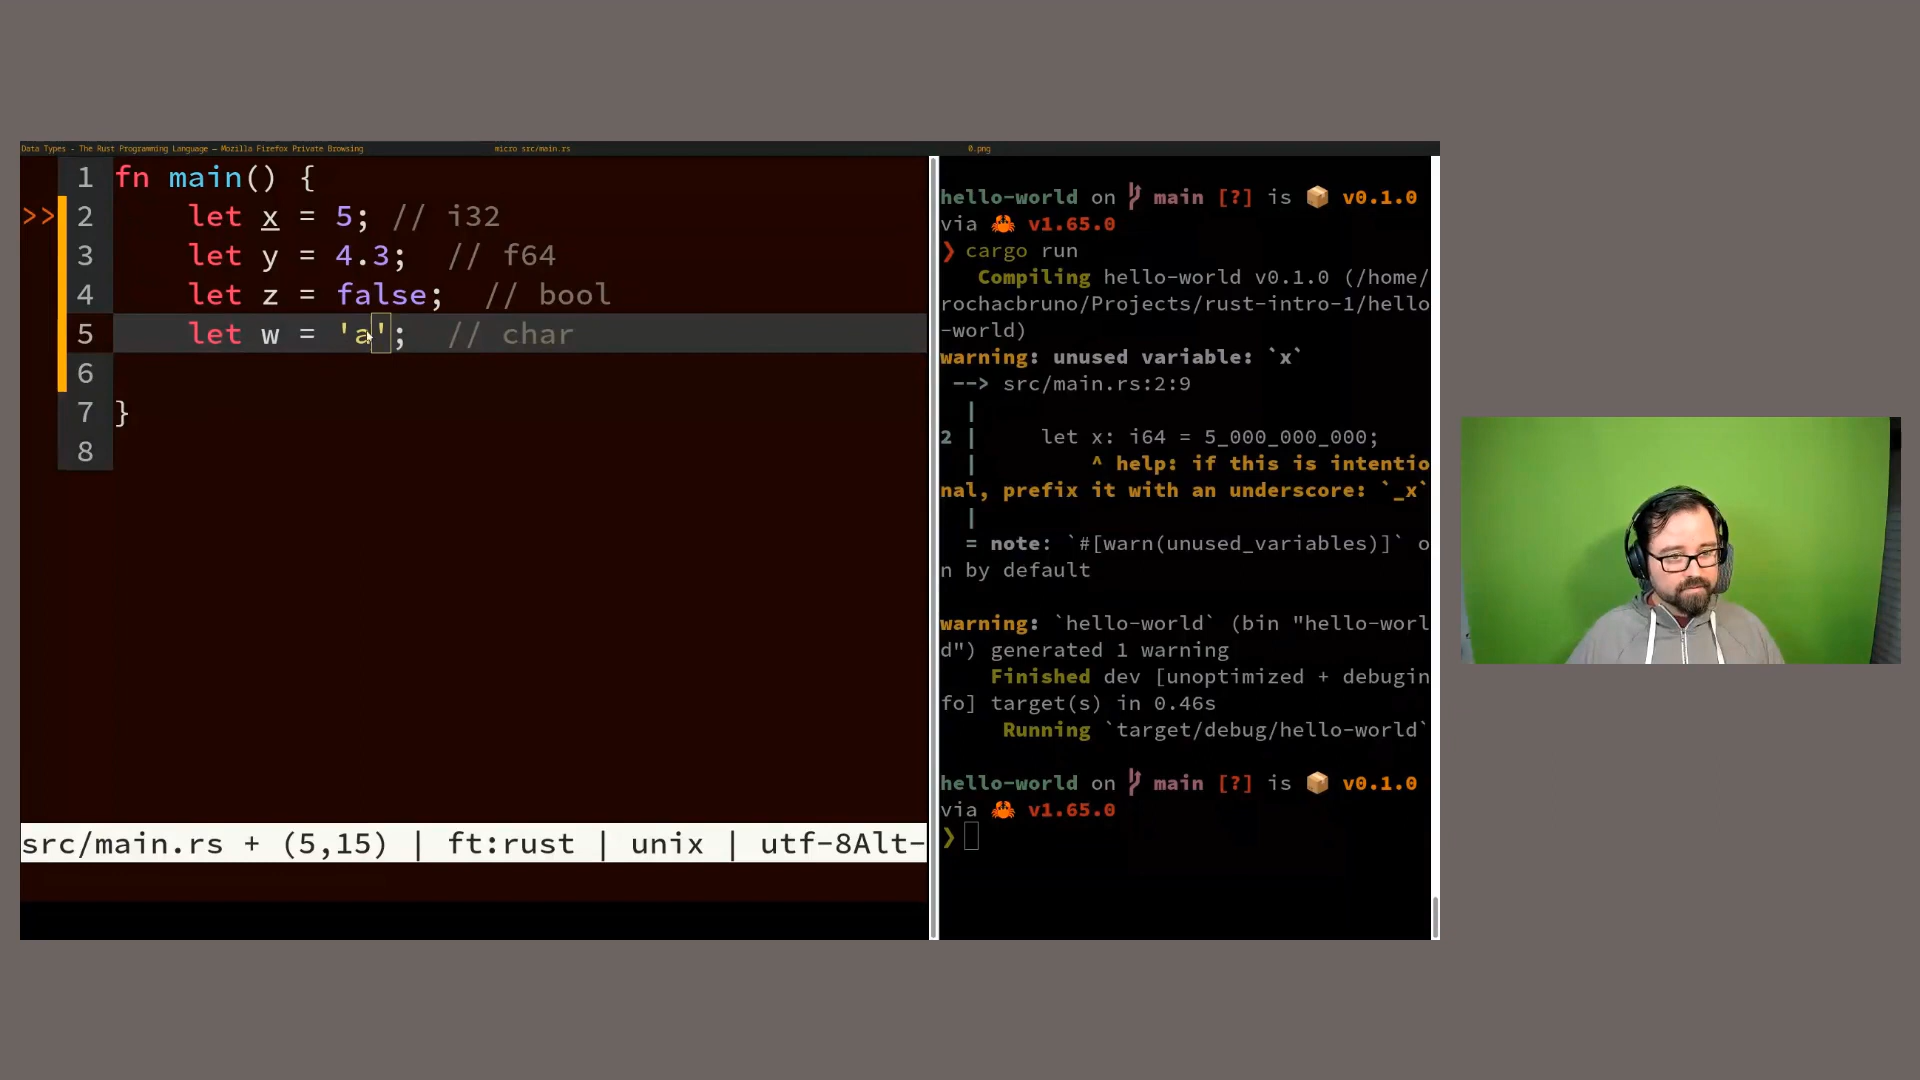 Data Types - The Rust Programming Language — Mozilla Firefox Private Browsing
micro src/main.rs
0.png
1 fn main() {
>> 2 let x = 5; // i32
3 let y = 4.3; // f64
4 let z = false; // bool
5 let w = 'a'; // char
6
7 }
8
src/main.rs + (5,15) | ft:rust | unix | utf-8Alt-
hello-world on main [?] is 📦 v0.1.0
via 🦀 v1.65.0
❯ cargo run
Compiling hello-world v0.1.0 (/home/
rochacbruno/Projects/rust-intro-1/hello
-world)
warning: unused variable: `x`
--> src/main.rs:2:9
|
2 | let x: i64 = 5_000_000_000;
| ^ help: if this is intentio
nal, prefix it with an underscore: `_x`
|
= note: `#[warn(unused_variables)]` o
n by default
warning: `hello-world` (bin "hello-worl
d") generated 1 warning
Finished dev [unoptimized + debugin
fo] target(s) in 0.46s
Running `target/debug/hello-world`
hello-world on main [?] is 📦 v0.1.0
via 🦀 v1.65.0
❯